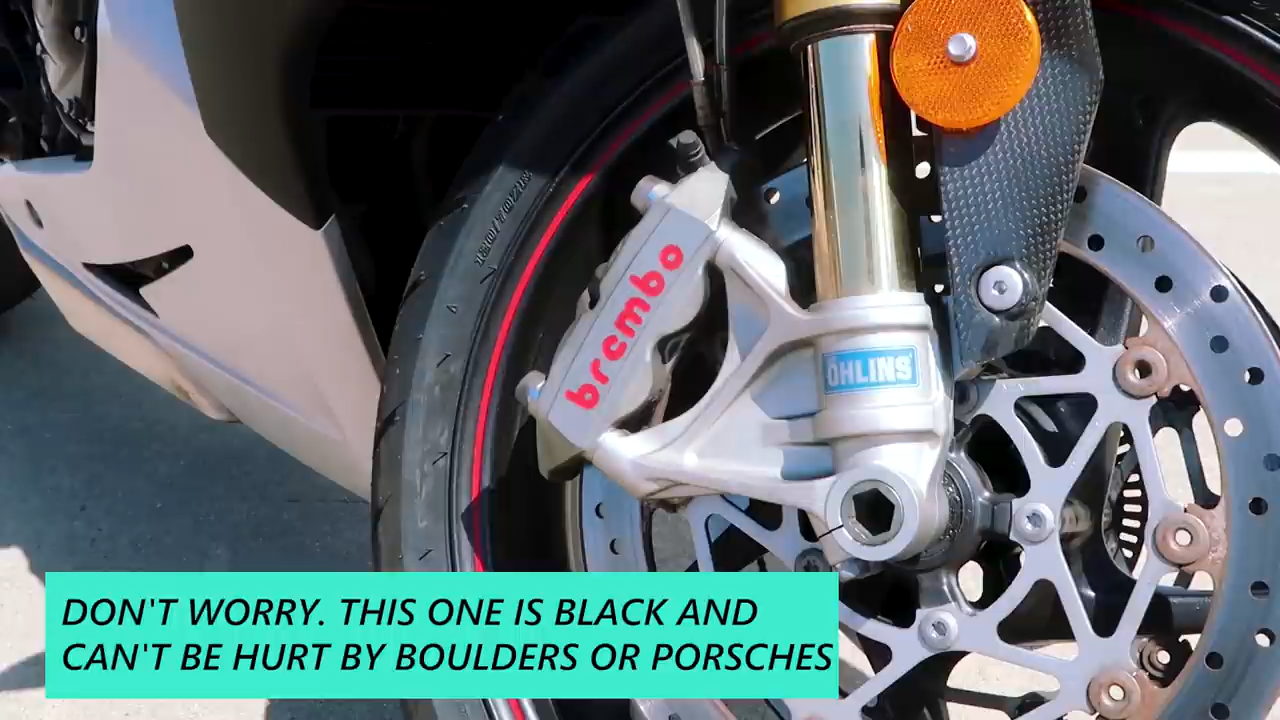 brembo
ÖHLINS
DON'T WORRY. THIS ONE IS BLACK AND
CAN'T BE HURT BY BOULDERS OR PORSCHES